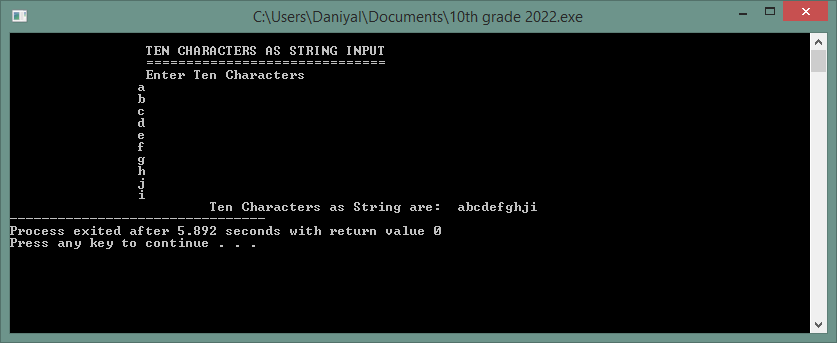 C:\Users\Daniyal\Documents\10th grade 2022.exe
TEN CHARACTERS AS STRING INPUT
==============================
Enter Ten Characters
a
b
c
d
e
f
g
h
j
i
Ten Characters as String are:  abcdefghji
--------------------------------
Process exited after 5.892 seconds with return value 0
Press any key to continue . . .